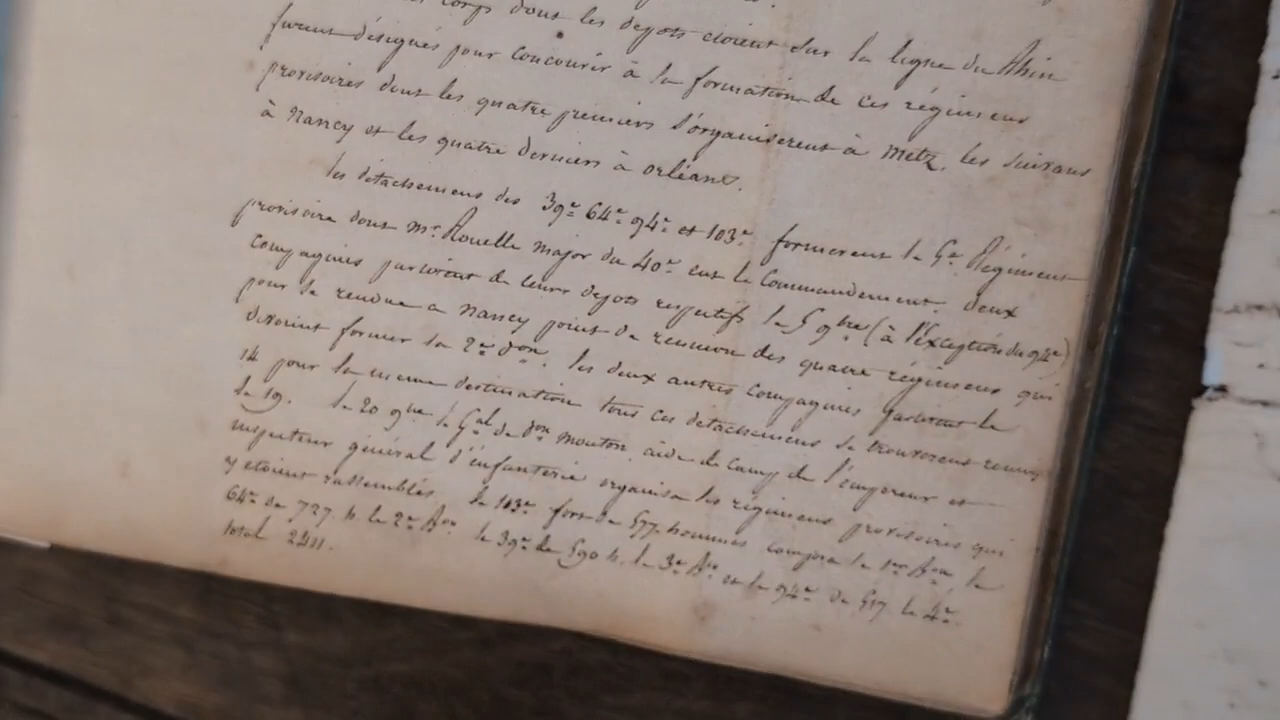 corps dont les depots etoient sur la ligne du Rhin
furent désignés pour concourir à la formation de ces régimens
provisoires dont les quatre premiers s'organiserent à Metz, les suivans
à Nancy et les quatre derniers à orléans.
les détachemens des 39e 64e 94e et 103e formerent le 5e Régiment
provisoire dont Mr. Rouelle major du 40e eut le Commandement. deux
compagnies partirent de leurs depots respectifs le 5 9bre (à l'Exception du 94e)
pour se rendre a Nancy point de reunion des quatre régimens qui
devoient former la 2e don. les deux autres compagnies partirent le
14 pour la meme destination tous ces detachemens se trouverent reunis
le 19. le 20 9bre le Gal de don Mouton, aide de Camp de l'empereur et
inspecteur général d'infanterie organisa les régimens provisoires qui
y etoient rassemblés. le 103e fort de 577 hommes composa le 1er Bon, le
64e de 727 h. le 2e Bon le 39e de 590 h. le 3e Bon et le 94e de 517 le 4e.
total 2411.